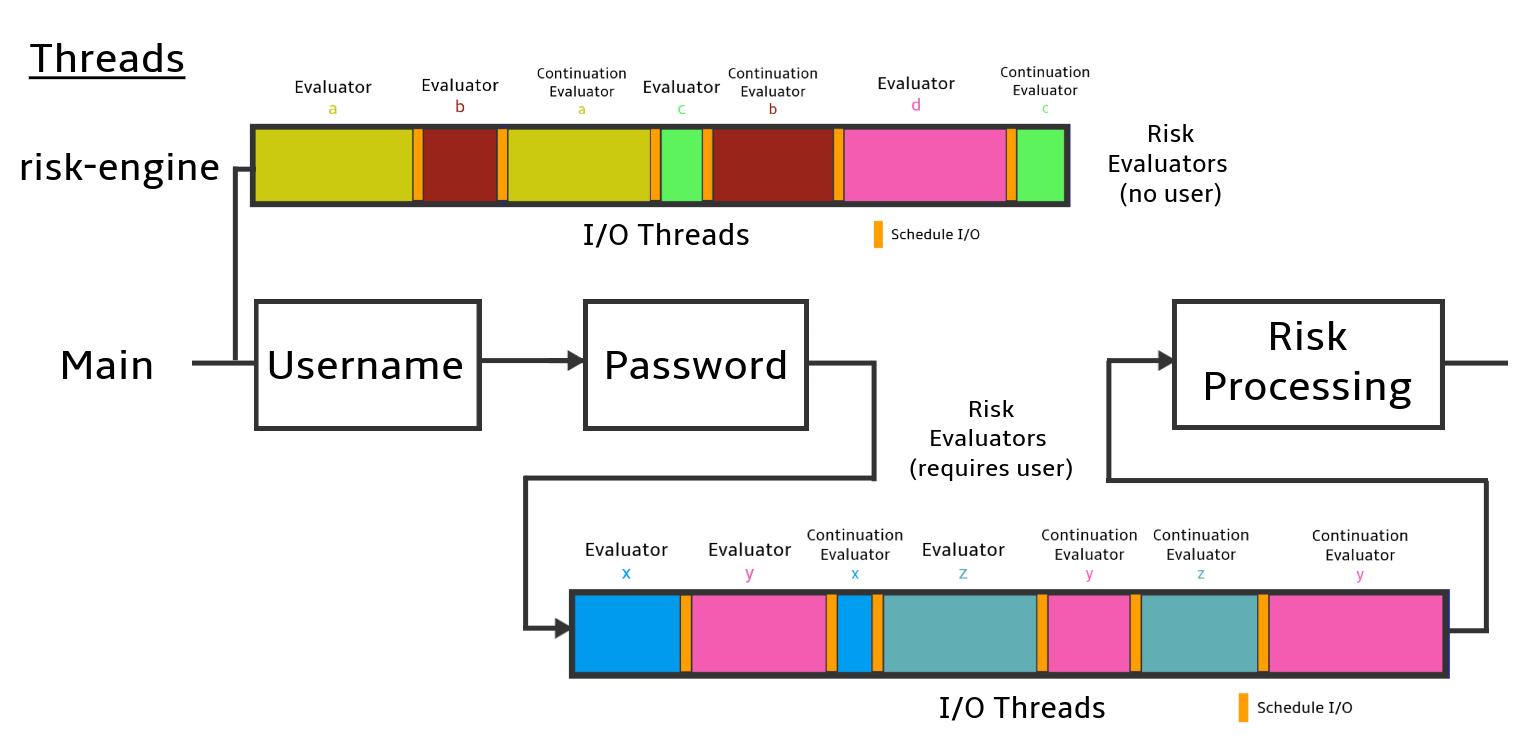 Threads
Evaluator
a
Evaluator
b
Continuation
Evaluator
a
Evaluator
c
Continuation
Evaluator
b
Evaluator
d
Continuation
Evaluator
c
risk-engine
Risk
Evaluators
(no user)
I/O Threads
Schedule I/O
Main
Username
Password
Risk
Processing
Risk
Evaluators
(requires user)
Evaluator
x
Evaluator
y
Continuation
Evaluator
x
Evaluator
z
Continuation
Evaluator
y
Continuation
Evaluator
z
Continuation
Evaluator
y
I/O Threads
Schedule I/O